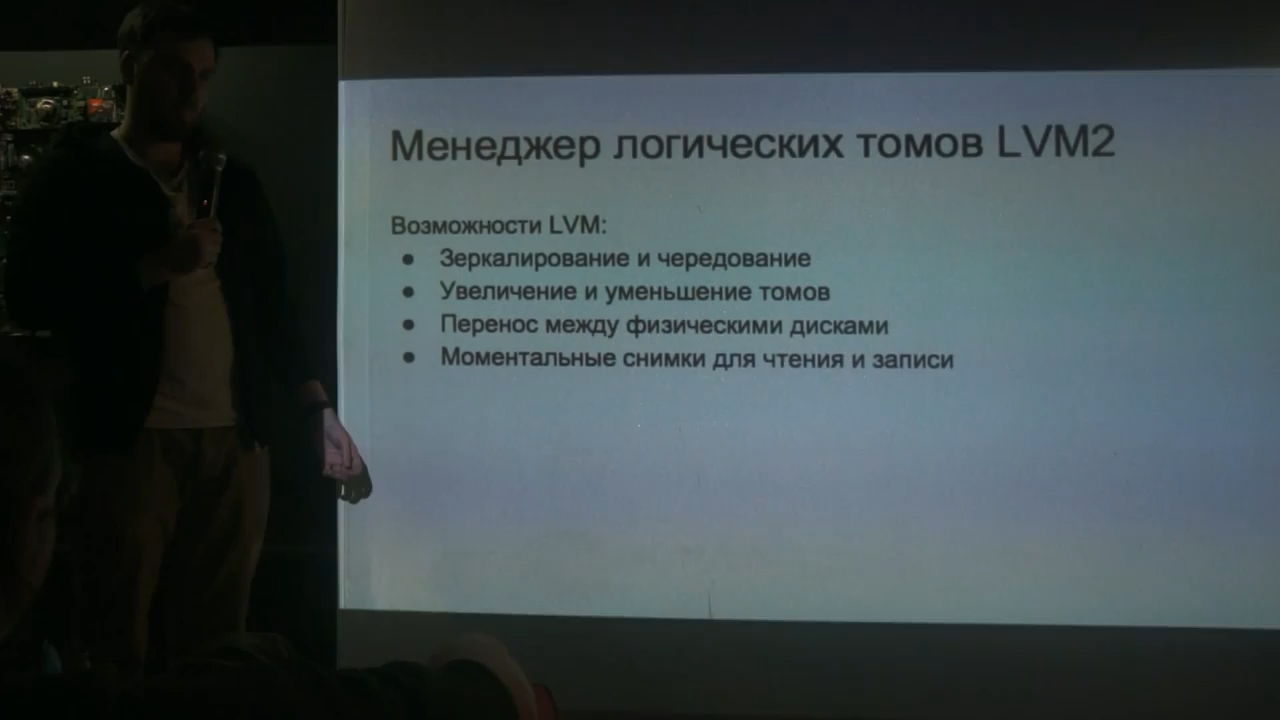 Менеджер логических томов LVM2
Возможности LVM:
● Зеркалирование и чередование
● Увеличение и уменьшение томов
● Перенос между физическими дисками
● Моментальные снимки для чтения и записи